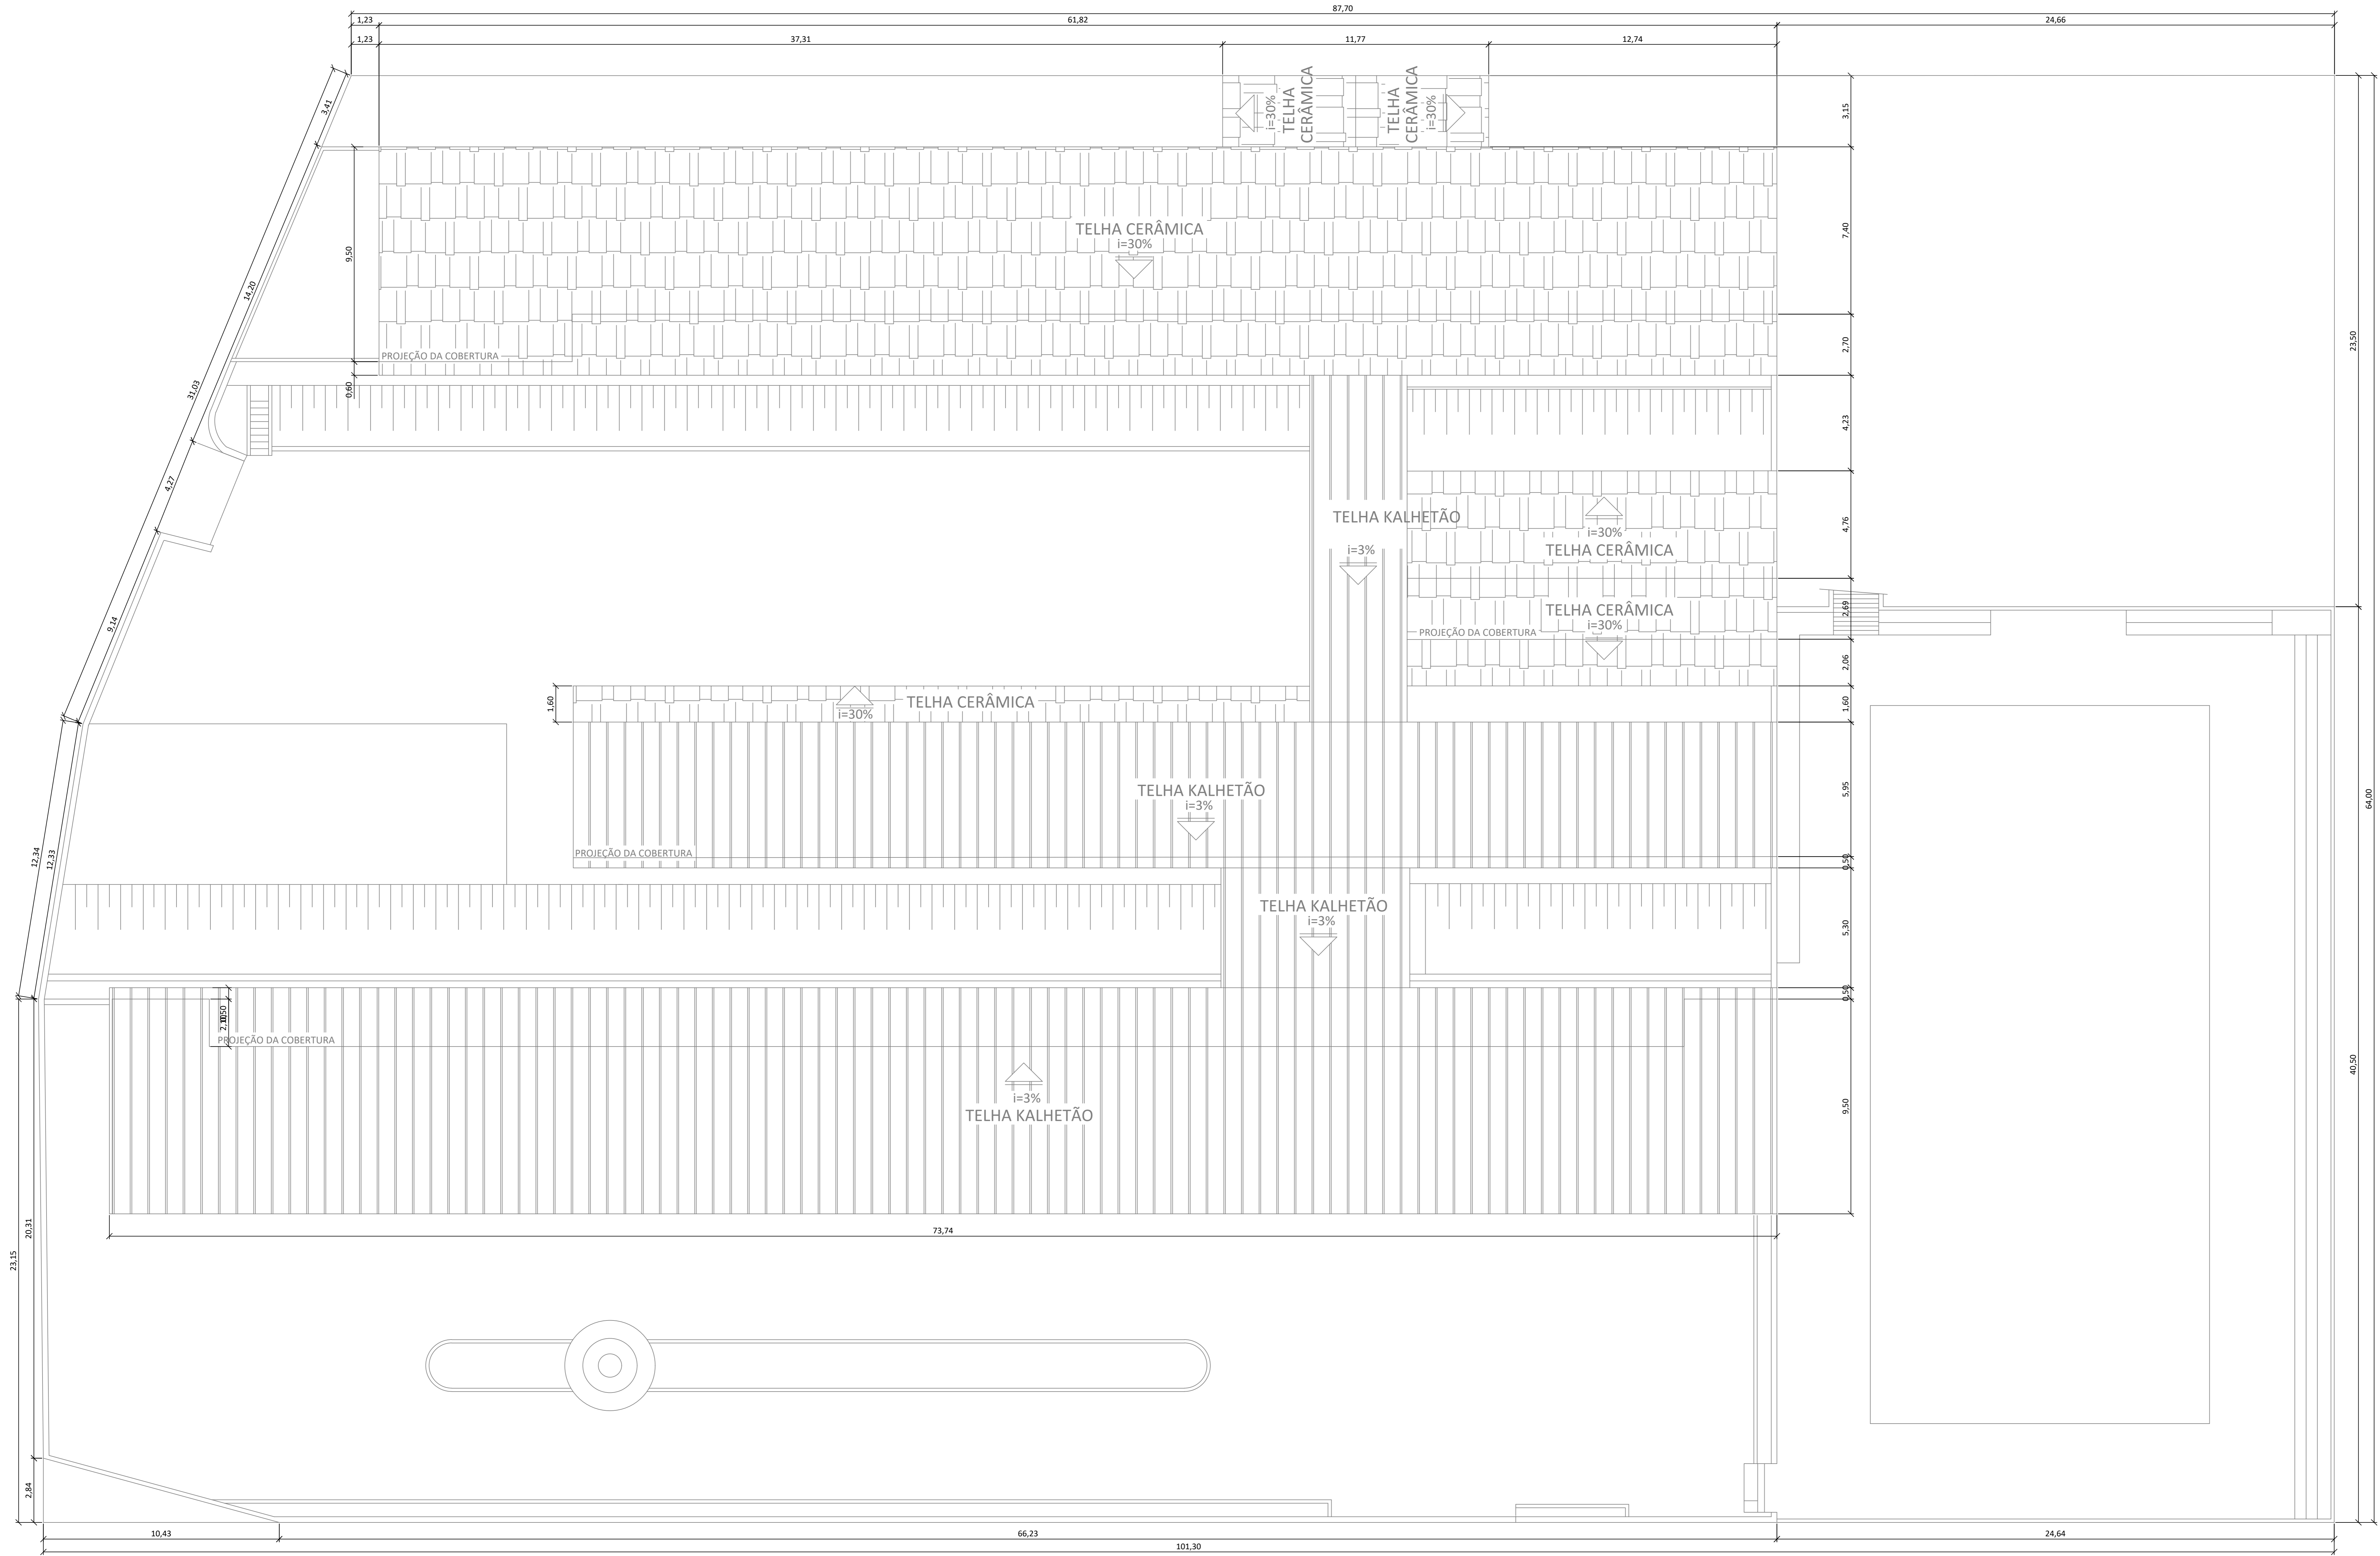 87,70
1,23
61,82
24,66
1,23
37,31
11,77
12,74
3,41
i=30%
TELHA
CERÂMICA
TELHA
CERÂMICA
i=30%
3,15
TELHA CERÂMICA
i=30%
9,50
7,40
14,20
23,50
PROJEÇÃO DA COBERTURA
2,70
31,03
0,60
4,23
4,27
TELHA KALHETÃO
i=3%
i=30%
TELHA CERÂMICA
4,76
9,14
TELHA CERÂMICA
i=30%
PROJEÇÃO DA COBERTURA
2,69
2,06
1,60
TELHA CERÂMICA
i=30%
1,60
TELHA KALHETÃO
i=3%
5,95
64,00
PROJEÇÃO DA COBERTURA
0,50
12,34
12,33
TELHA KALHETÃO
i=3%
5,30
0,50
2,10
0,50
PROJEÇÃO DA COBERTURA
40,50
i=3%
TELHA KALHETÃO
9,50
73,74
20,31
23,15
2,84
10,43
66,23
24,64
101,30